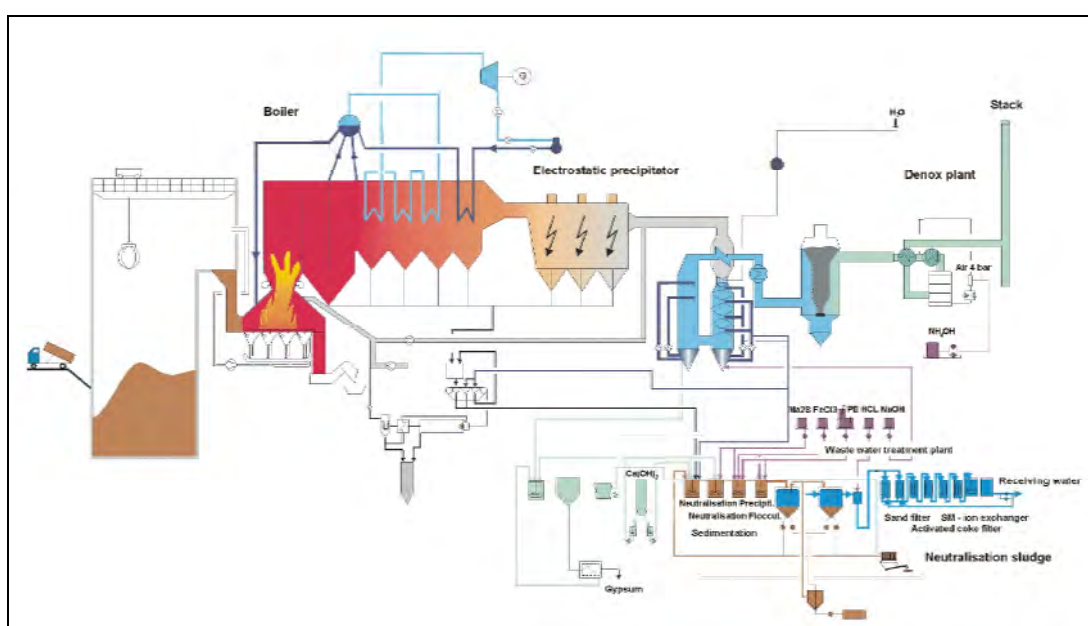 Stack
H₂O
Boiler
G
Electrostatic precipitator
Denox plant
Air 4 bar
NH₄OH
Na2S FeCl3 PE HCL NaOH
Waste water treatment plant
Ca(OH)₂
Receiving water
Neutralisation Precipit.
Neutralisation Floccul.
Sand filter SM - ion exchanger
Activated coke filter
Sedimentation
Neutralisation sludge
Gypsum